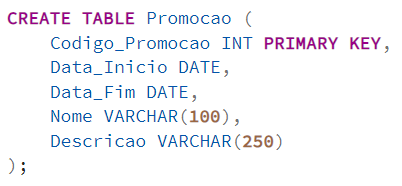 CREATE TABLE Promocao (
    Codigo_Promocao INT PRIMARY KEY,
    Data_Inicio DATE,
    Data_Fim DATE,
    Nome VARCHAR(100),
    Descricao VARCHAR(250)
);